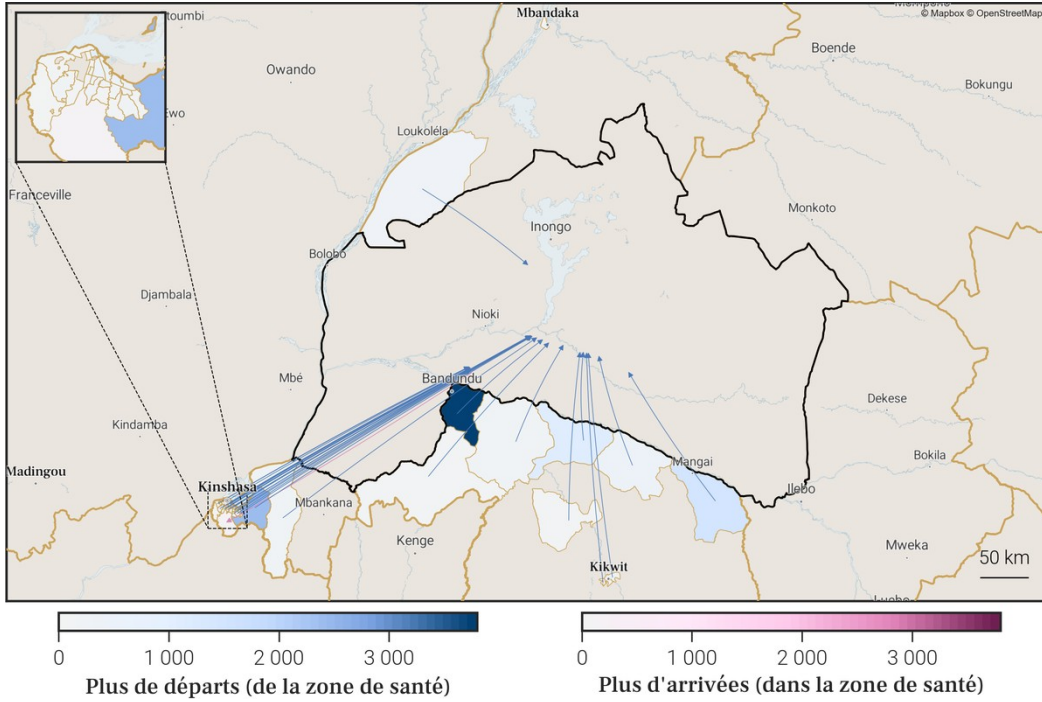 Mbandaka
© Mapbox © OpenStreetMap
Boende
Owando
Bokungu
Loukoléla
Franceville
Monkoto
Inongo
Bolobo
Djambala
Nioki
Mbé
Bandundu
Dekese
Kindamba
Madingou
Mangai
Bokila
Kinshasa
Ilebo
Mbankana
Kenge
Mweka
Kikwit
50 km
0 1 000 2 000 3 000
Plus de départs (de la zone de santé)
0 1 000 2 000 3 000
Plus d'arrivées (dans la zone de santé)